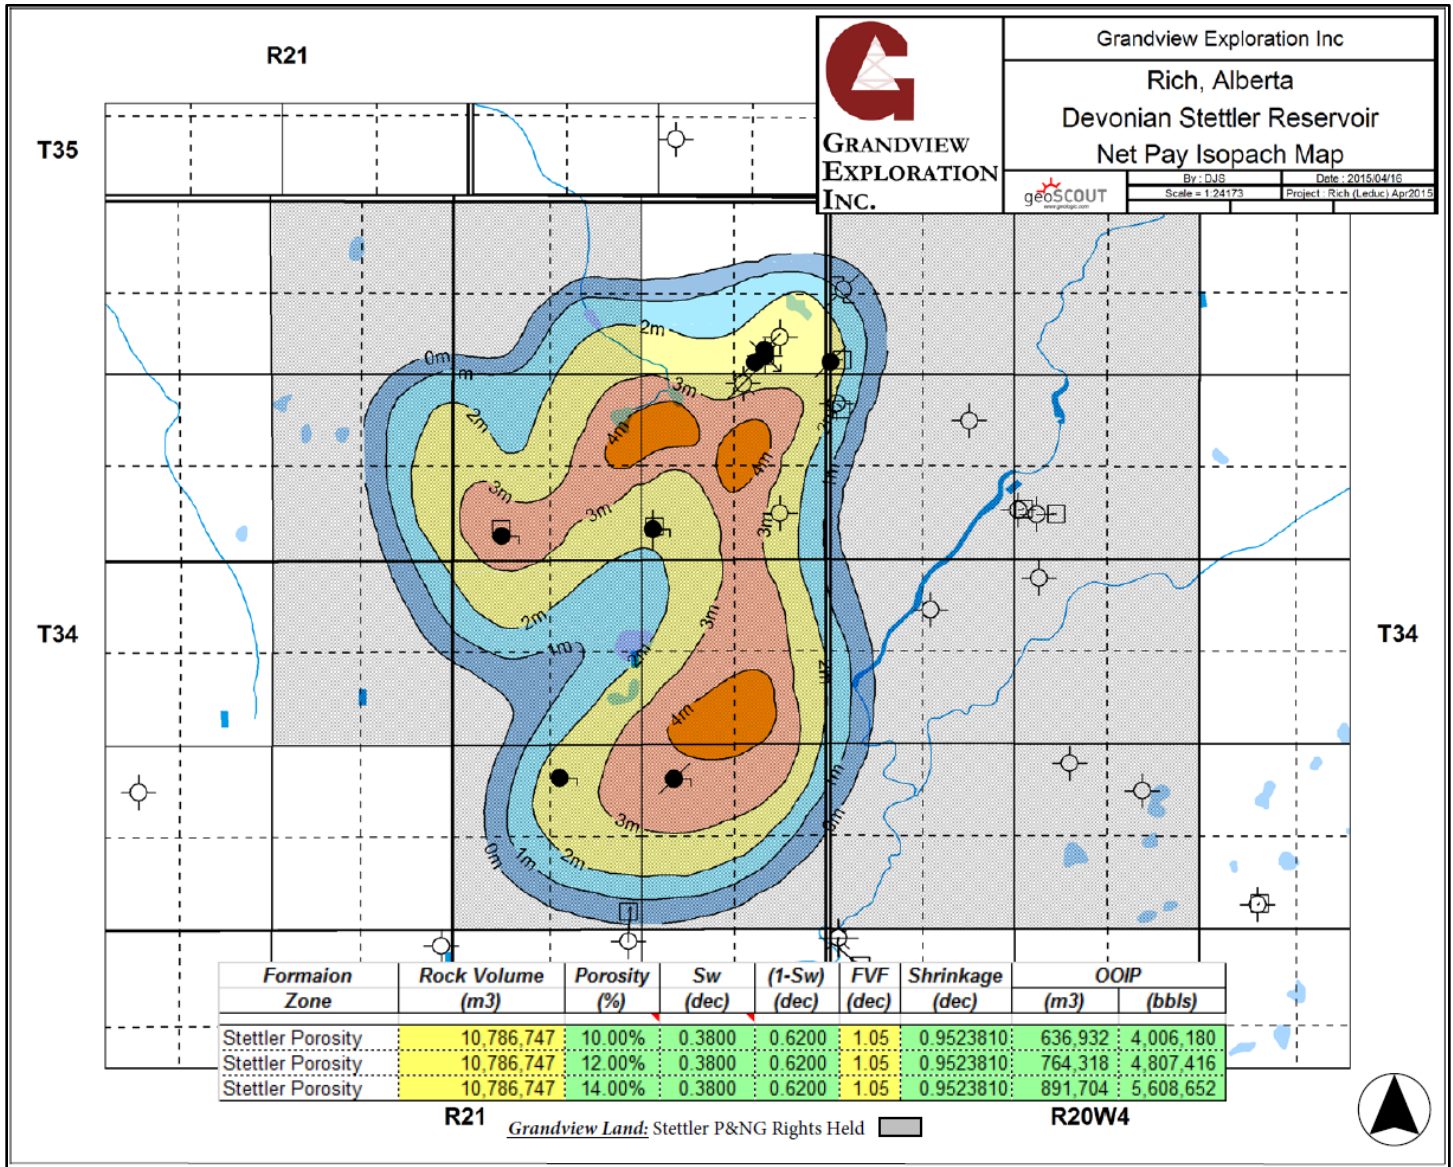 R21
Grandview Exploration Inc
Rich, Alberta
Devonian Stettler Reservoir
Net Pay Isopach Map
GRANDVIEW
EXPLORATION
INC.
geoSCOUT
www.geologic.com
By : DJS
Date : 2015/04/16
Scale = 1:24173
Project : Rich (Leduc) Apr2015
T35
2m
0m
m
3m
2m
4m
4m
3m
3m
3m
1m
T34
2m
3m
1m
2m
2m
T34
4m
1m
3m
0m
0m
1m
2m
Formaion Rock Volume Porosity Sw (1-Sw) FVF Shrinkage OOIP
Zone (m3) (%) (dec) (dec) (dec) (dec) (m3) (bbls)
Stettler Porosity 10,786,747 10.00% 0.3800 0.6200 1.05 0.9523810 636,932 4,006,180
Stettler Porosity 10,786,747 12.00% 0.3800 0.6200 1.05 0.9523810 764,318 4,807,416
Stettler Porosity 10,786,747 14.00% 0.3800 0.6200 1.05 0.9523810 891,704 5,608,652
R21
Grandview Land: Stettler P&NG Rights Held
R20W4